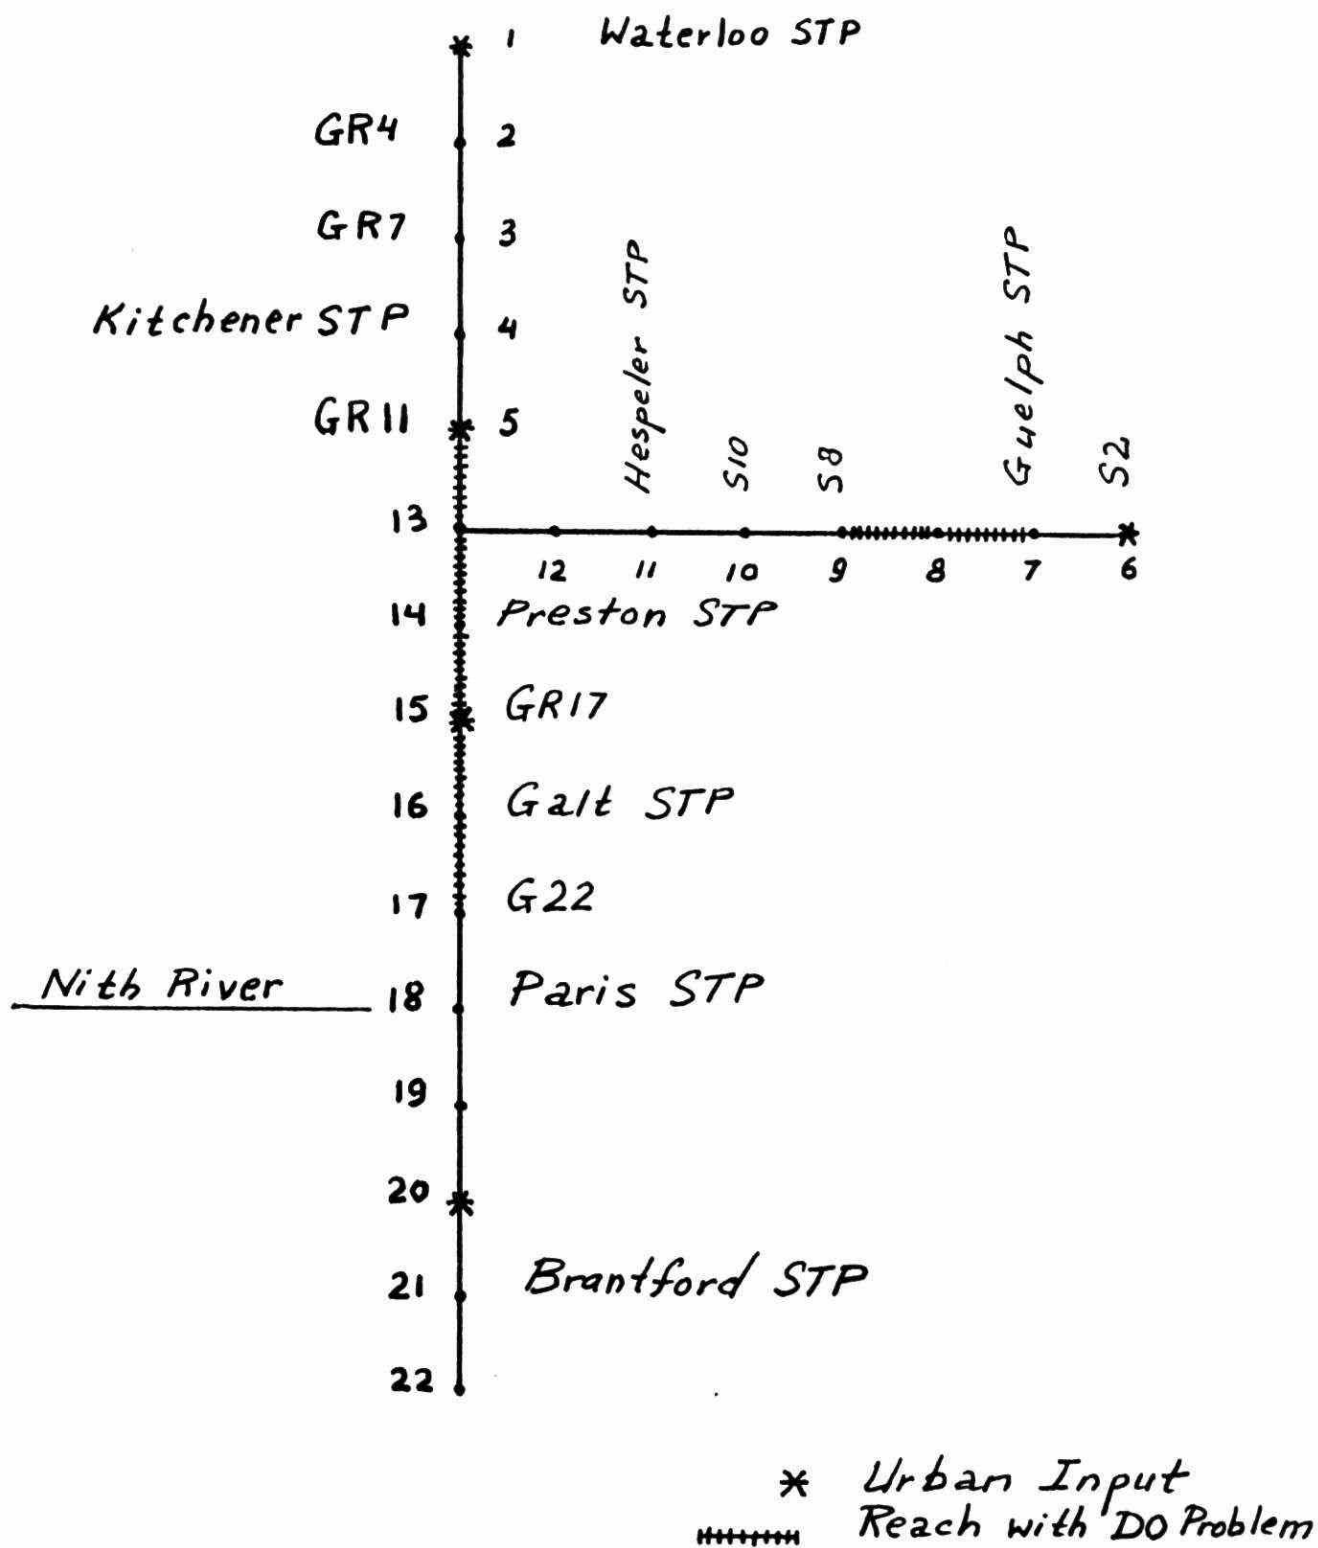 1 Waterloo STP
GR4 2
GR7 3
Kitchener STP 4
GR11 5
Hespeler STP
S10
S8
Guelph STP
S2
13
12 11 10 9 8 7 6
14 Preston STP
15 GR17
16 Galt STP
17 G22
Nith River 18 Paris STP
19
20
21 Brantford STP
22
* Urban Input
Reach with DO Problem